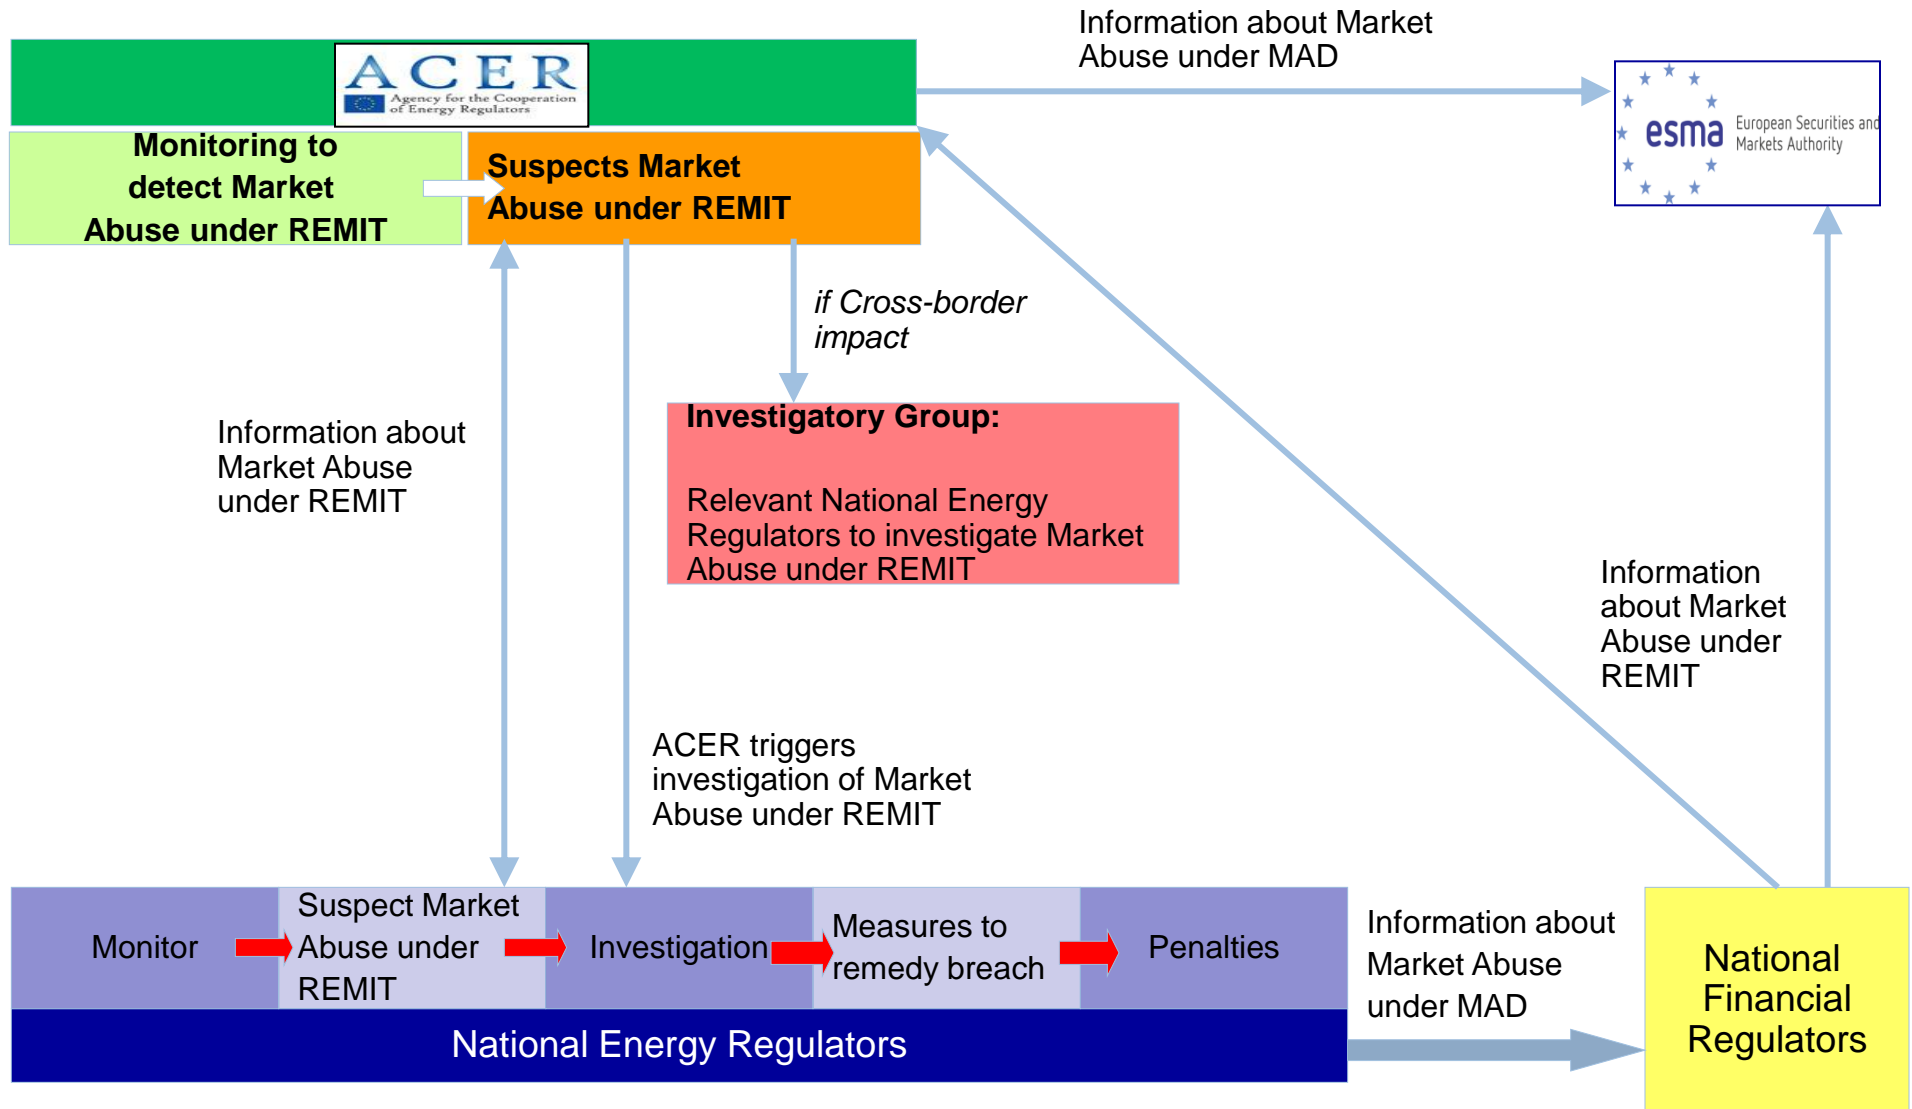 Information about Market
Abuse under MAD
ACER
Agency for the Cooperation
of Energy Regulators
esma
European Securities and
Markets Authority
Monitoring to
detect Market
Abuse under REMIT
Suspects Market
Abuse under REMIT
if Cross-border
impact
Investigatory Group:
Relevant National Energy
Regulators to investigate Market
Abuse under REMIT
Information about
Market Abuse
under REMIT
Information
about Market
Abuse under
REMIT
ACER triggers
investigation of Market
Abuse under REMIT
Monitor
Suspect Market
Abuse under
REMIT
Investigation
Measures to
remedy breach
Penalties
National Energy Regulators
Information about
Market Abuse
under MAD
National
Financial
Regulators